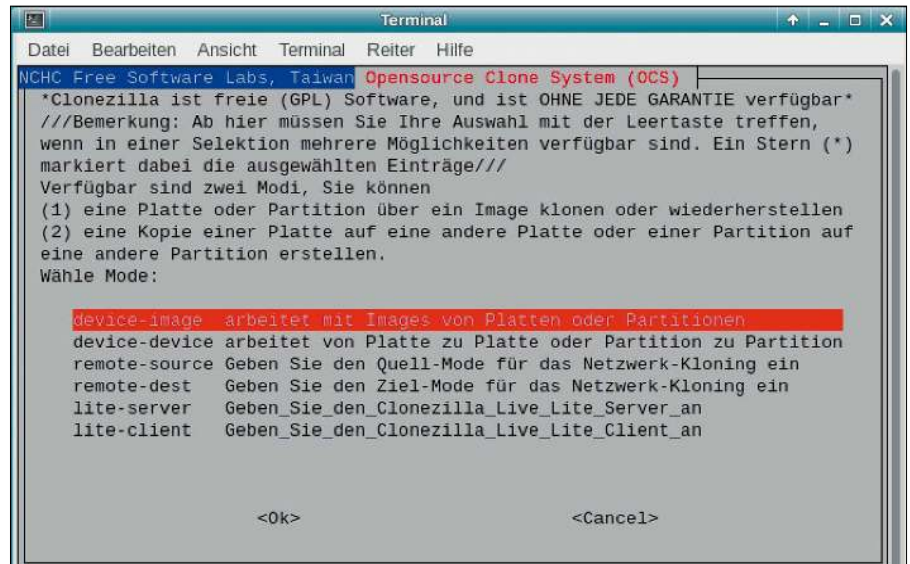 Terminal
Datei Bearbeiten Ansicht Terminal Reiter Hilfe
NCHC Free Software Labs, Taiwan Opensource Clone System (OCS)
*Clonezilla ist freie (GPL) Software, und ist OHNE JEDE GARANTIE verfügbar*
///Bemerkung: Ab hier müssen Sie Ihre Auswahl mit der Leertaste treffen,
wenn in einer Selektion mehrere Möglichkeiten verfügbar sind. Ein Stern (*)
markiert dabei die ausgewählten Einträge///
Verfügbar sind zwei Modi, Sie können
(1) eine Platte oder Partition über ein Image klonen oder wiederherstellen
(2) eine Kopie einer Platte auf eine andere Platte oder einer Partition auf
eine andere Partition erstellen.
Wähle Mode:
device-image arbeitet mit Images von Platten oder Partitionen
device-device arbeitet von Platte zu Platte oder Partition zu Partition
remote-source Geben Sie den Quell-Mode für das Netzwerk-Kloning ein
remote-dest Geben Sie den Ziel-Mode für das Netzwerk-Kloning ein
lite-server Geben_Sie_den_Clonezilla_Live_Lite_Server_an
lite-client Geben_Sie_den_Clonezilla_Live_Lite_Client_an
<Ok> <Cancel>